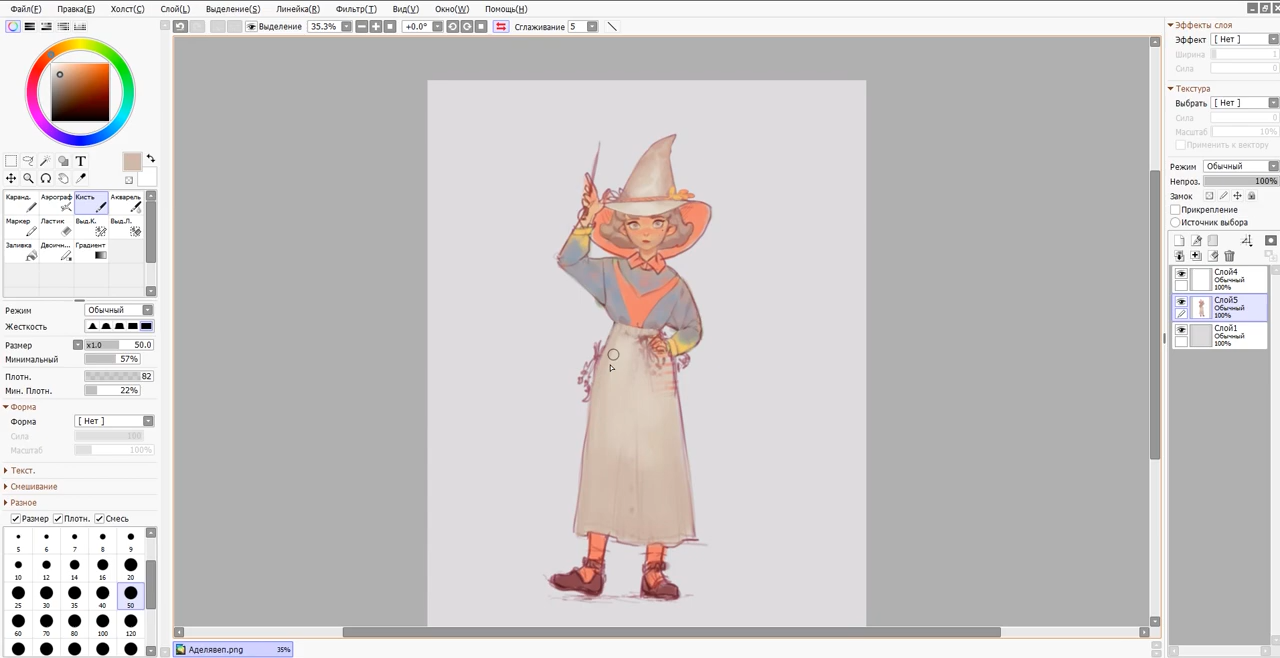 Файл(F) Правка(E) Холст(C) Слой(L) Выделение(S) Линейка(R) Фильтр(T) Вид(V) Окно(W) Помощь(H)
Выделение 35.3% +0.0° Сглаживание 5
T
Каранд. Аэрограф Кисть Акварель
Маркер Ластик Выд.К. Выд.Л.
Заливка Двоичн... Градиент
Режим Обычный
Жесткость
Размер x1.0 50.0
Минимальный 57%
Плотн. 82
Мин. Плотн. 22%
Форма
Форма [ Нет ]
Сила 100
Масштаб 100%
Текст.
Смешивание
Разное
Размер Плотн. Смесь
5 6 7 8 9
10 12 14 16 20
25 30 35 40 50
60 70 80 100 120
Аделявеп.png 35%
Эффекты слоя
Эффект [ Нет ]
Ширина 1
Сила 0
Текстура
Выбрать [ Нет ]
Сила 0
Масштаб 10%
Применить к вектору
Режим Обычный
Непроз. 100%
Замок
Прикрепление
Источник выбора
Слой4
Обычный
100%
Слой5
Обычный
100%
Слой1
Обычный
100%